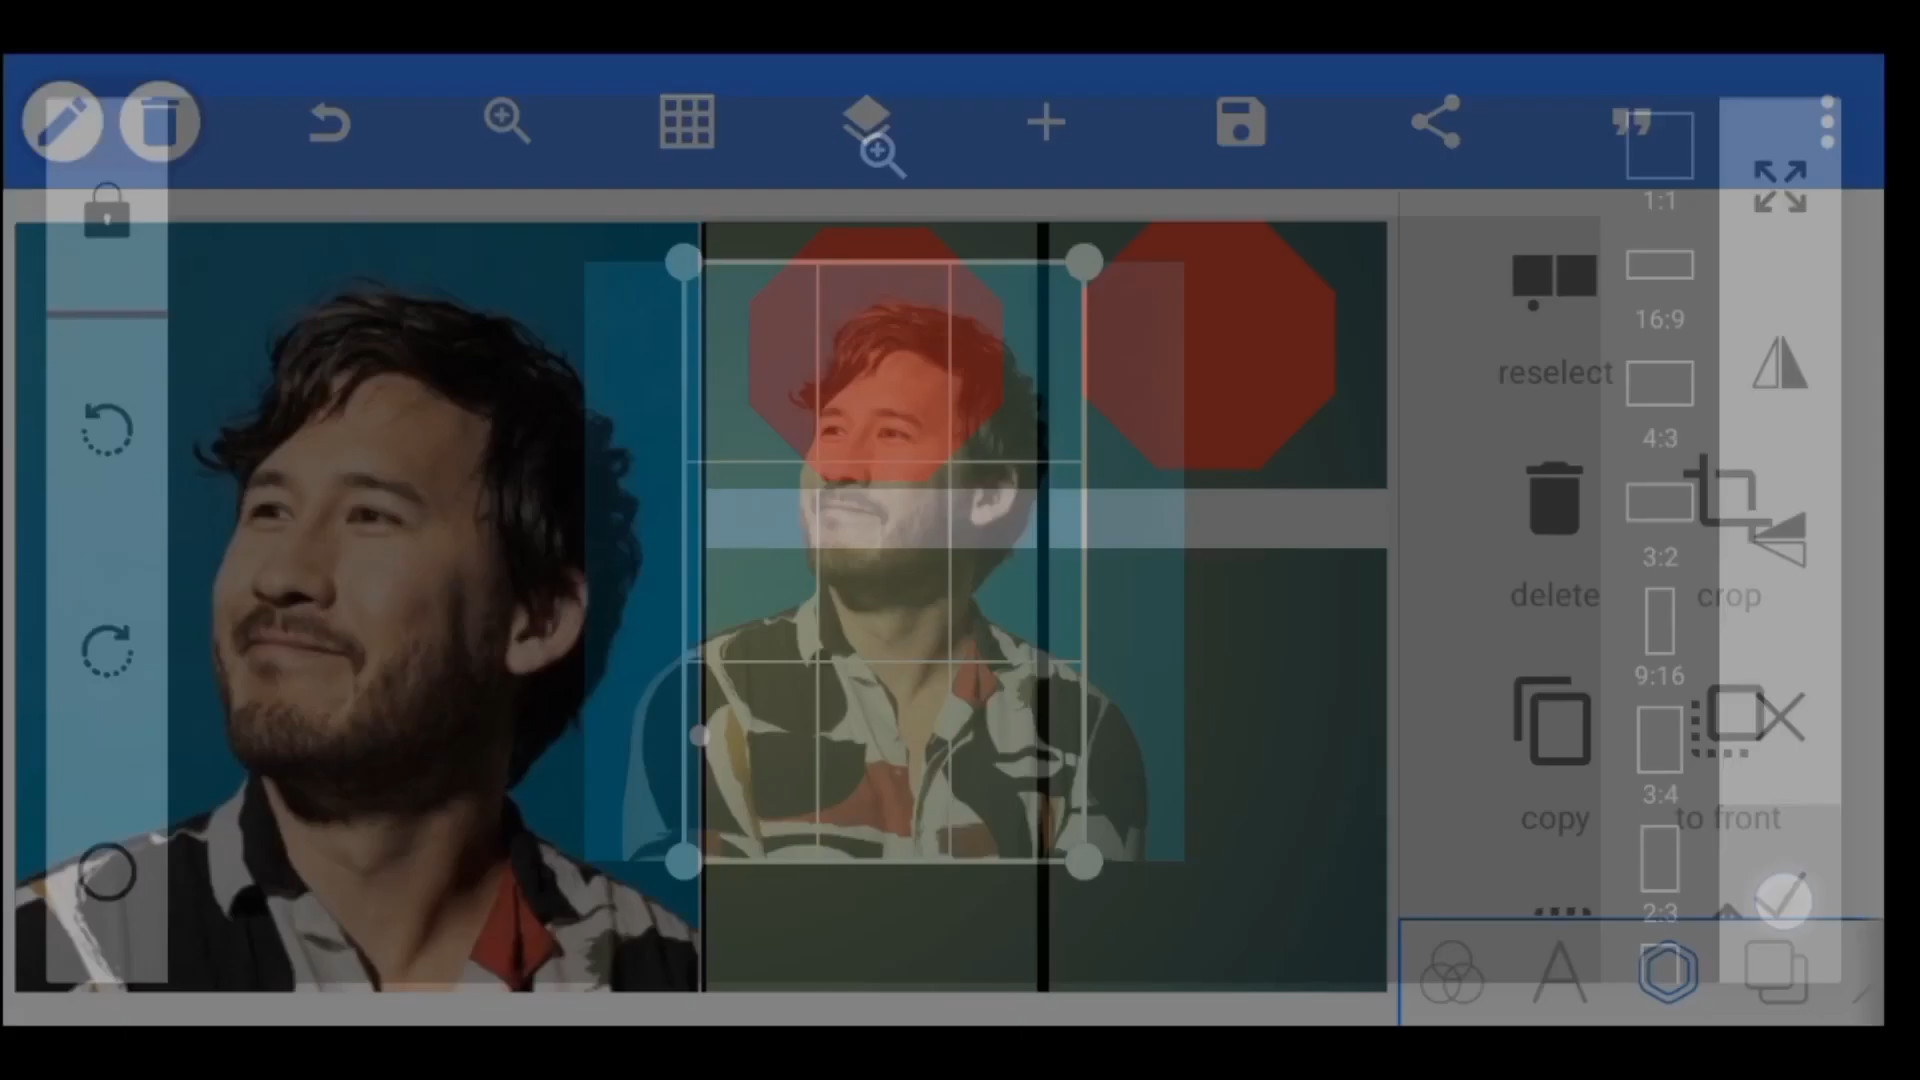 1:1
16:9
reselect
4:3
3:2
delete
crop
9:16
3:4
copy
to front
2:3
A